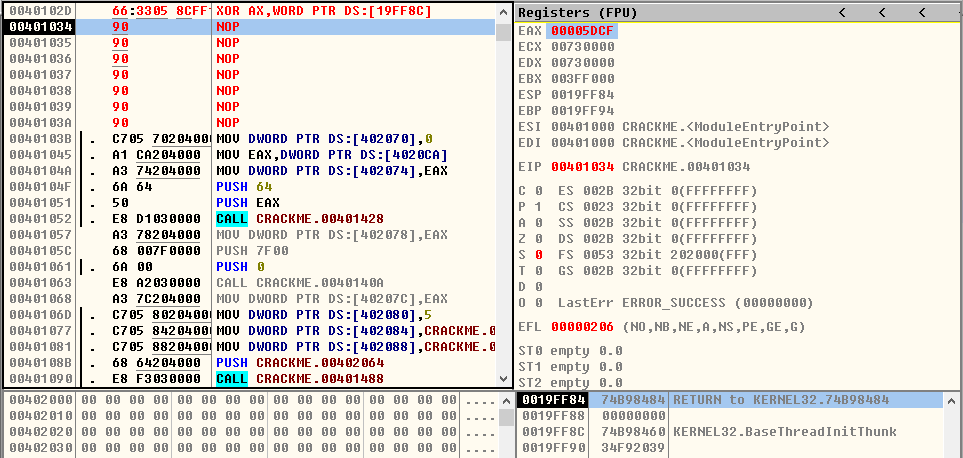 0040102D 66:3305 8CFF XOR AX,WORD PTR DS:[19FF8C]
00401034 90 NOP
00401035 90 NOP
00401036 90 NOP
00401037 90 NOP
00401038 90 NOP
00401039 90 NOP
0040103A 90 NOP
0040103B . C705 70204000 MOV DWORD PTR DS:[402070],0
00401045 . A1 CA204000 MOV EAX,DWORD PTR DS:[4020CA]
0040104A . A3 74204000 MOV DWORD PTR DS:[402074],EAX
0040104F . 6A 64 PUSH 64
00401051 . 50 PUSH EAX
00401052 . E8 D1030000 CALL CRACKME.00401428
00401057 A3 78204000 MOV DWORD PTR DS:[402078],EAX
0040105C 68 007F0000 PUSH 7F00
00401061 . 6A 00 PUSH 0
00401063 E8 A2030000 CALL CRACKME.0040140A
00401068 A3 7C204000 MOV DWORD PTR DS:[40207C],EAX
0040106D . C705 80204000 MOV DWORD PTR DS:[402080],5
00401077 . C705 84204000 MOV DWORD PTR DS:[402084],CRACKME.0
00401081 . C705 88204000 MOV DWORD PTR DS:[402088],CRACKME.0
0040108B . 68 64204000 PUSH CRACKME.00402064
00401090 . E8 F3030000 CALL CRACKME.00401488
Registers (FPU) < < <
EAX 00005DCF
ECX 00730000
EDX 00730000
EBX 003FF000
ESP 0019FF84
EBP 0019FF94
ESI 00401000 CRACKME.<ModuleEntryPoint>
EDI 00401000 CRACKME.<ModuleEntryPoint>
EIP 00401034 CRACKME.00401034
C 0 ES 002B 32bit 0(FFFFFFFF)
P 1 CS 0023 32bit 0(FFFFFFFF)
A 0 SS 002B 32bit 0(FFFFFFFF)
Z 0 DS 002B 32bit 0(FFFFFFFF)
S 0 FS 0053 32bit 202000(FFF)
T 0 GS 002B 32bit 0(FFFFFFFF)
D 0
O 0 LastErr ERROR_SUCCESS (00000000)
EFL 00000206 (NO,NB,NE,A,NS,PE,GE,G)
ST0 empty 0.0
ST1 empty 0.0
ST2 empty 0.0
00402000 00 00 00 00 00 00 00 00 00 00 00 00 00 00 00 00 ....
00402010 00 00 00 00 00 00 00 00 00 00 00 00 00 00 00 00 ....
00402020 00 00 00 00 00 00 00 00 00 00 00 00 00 00 00 00 ....
00402030 00 00 00 00 00 00 00 00 00 00 00 00 00 00 00 00 ....
0019FF84 74B98484 RETURN to KERNEL32.74B98484
0019FF88 00000000
0019FF8C 74B98460 KERNEL32.BaseThreadInitThunk
0019FF90 34F92039